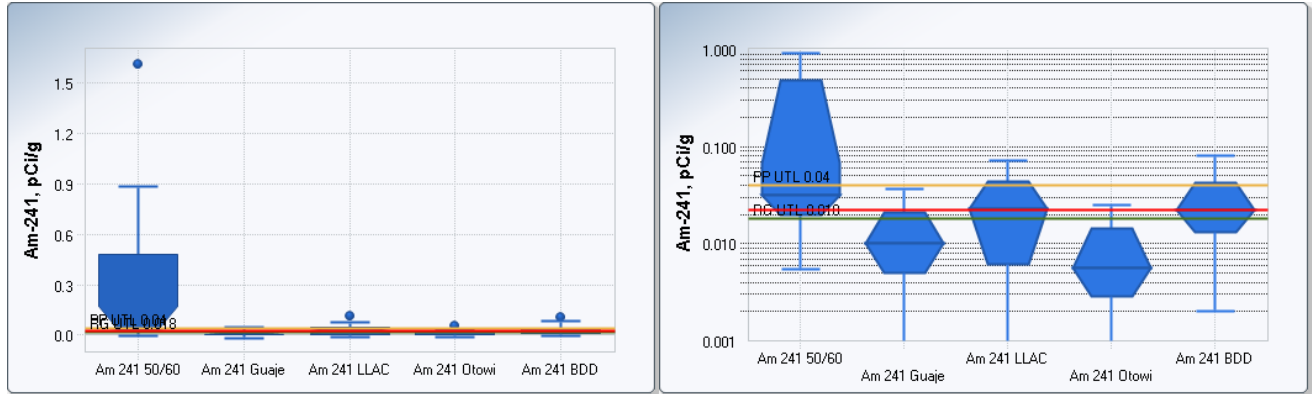 Am-241, pCi/g
1.5
1.2
0.9
0.6
0.3
0.0
PP UTL 0.04
RG UTL 0.018
Am 241 50/60
Am 241 Guaje
Am 241 LLAC
Am 241 Otowi
Am 241 BDD
Am-241, pCi/g
1.000
0.100
0.010
0.001
PP UTL 0.04
RG UTL 0.018
Am 241 50/60
Am 241 Guaje
Am 241 LLAC
Am 241 Otowi
Am 241 BDD